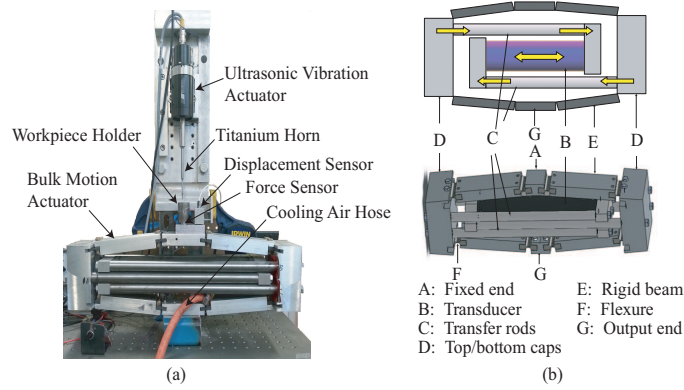 Ultrasonic Vibration
Actuator
Workpiece Holder
Titanium Horn
Displacement Sensor
Bulk Motion
Actuator
Force Sensor
Cooling Air Hose
IRWIN
(a)
D
C
G
A
B
E
D
F
G
A: Fixed end
B: Transducer
C: Transfer rods
D: Top/bottom caps
E: Rigid beam
F: Flexure
G: Output end
(b)